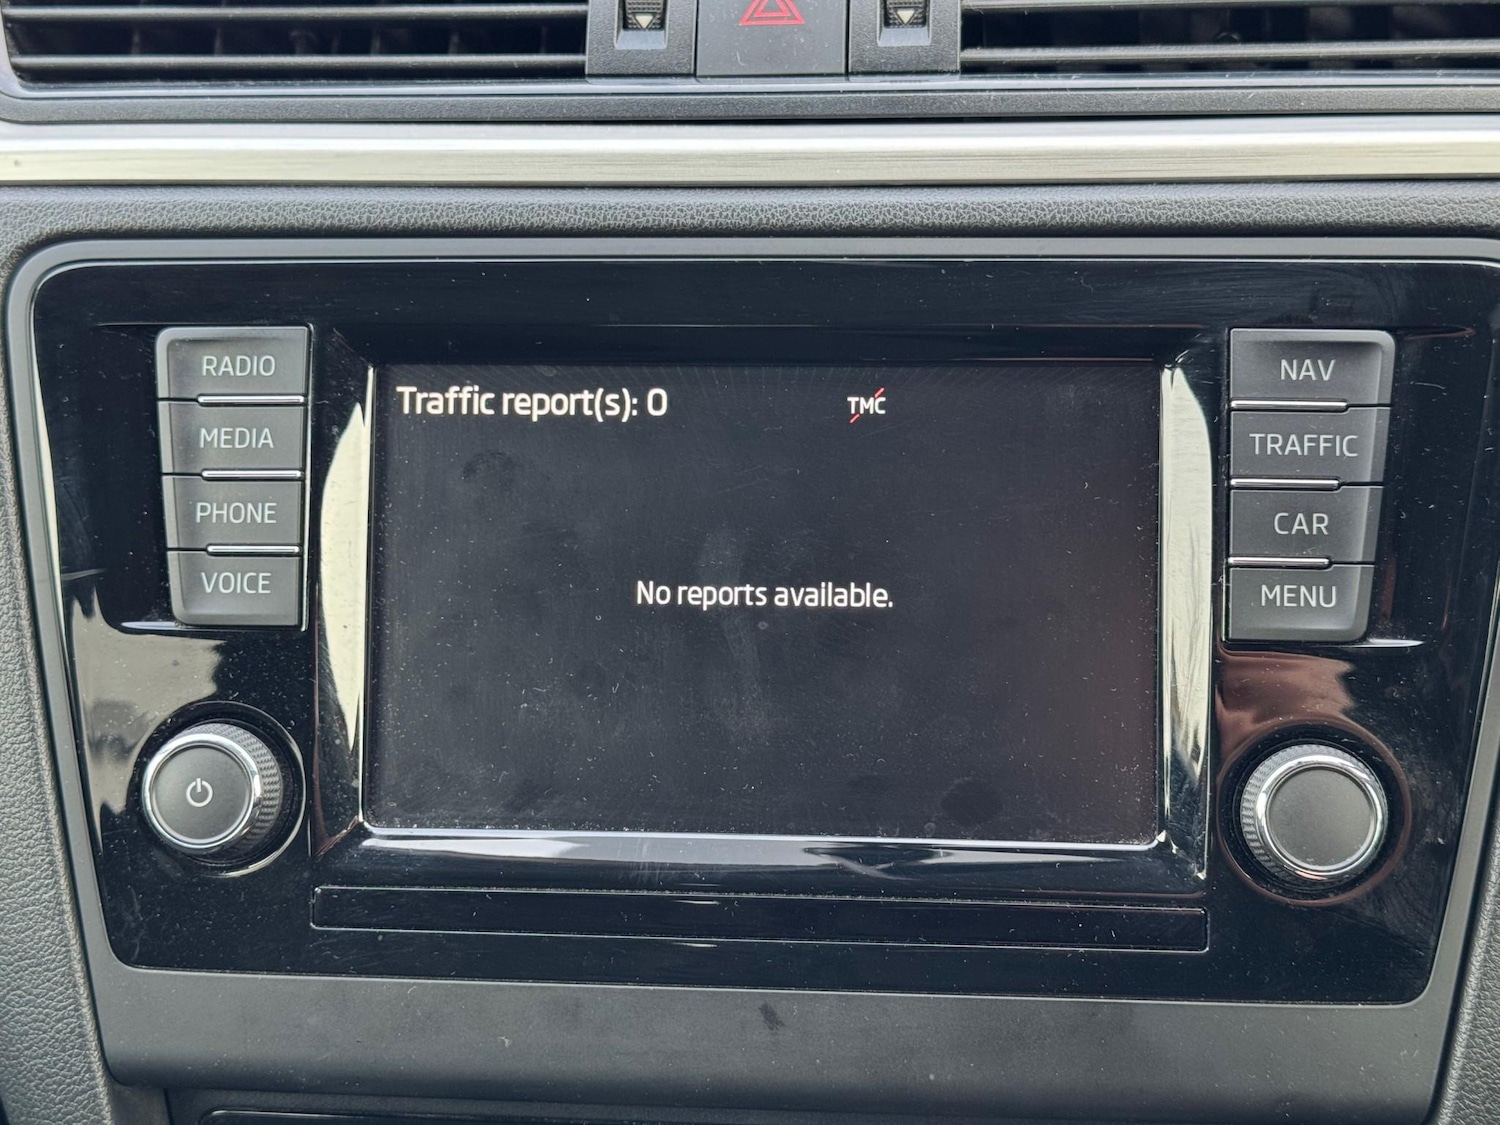 RADIO
MEDIA
PHONE
VOICE
Traffic report(s): 0
TMC
No reports available.
NAV
TRAFFIC
CAR
MENU